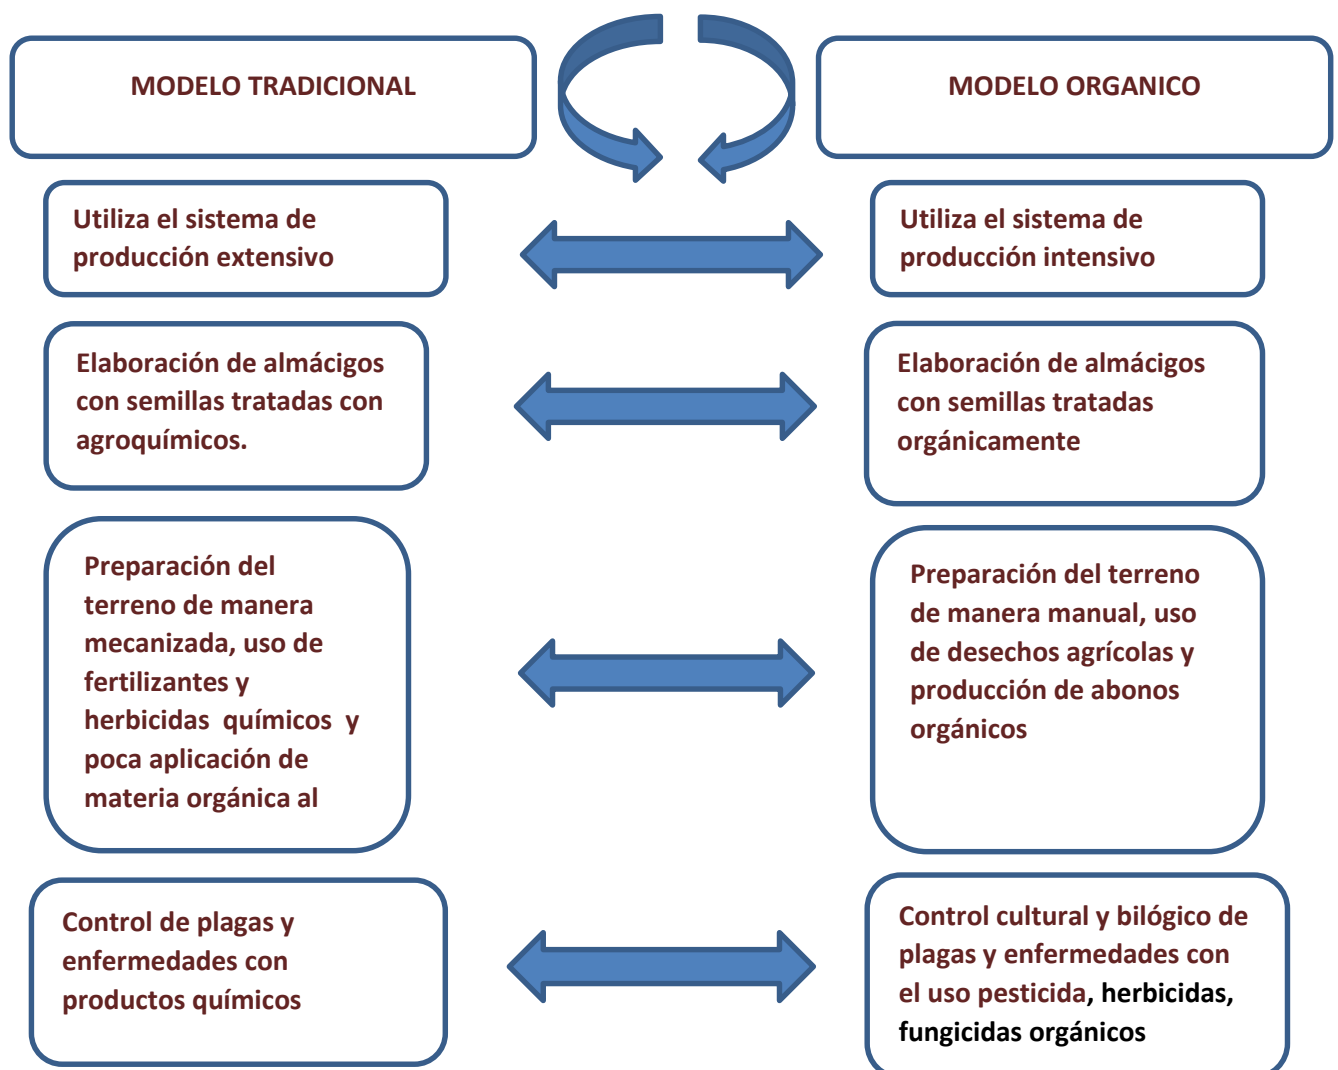 MODELO TRADICIONAL
MODELO ORGANICO
Utiliza el sistema de
producción extensivo
Utiliza el sistema de
producción intensivo
Elaboración de almácigos
con semillas tratadas con
agroquímicos.
Elaboración de almácigos
con semillas tratadas
orgánicamente
Preparación del
terreno de manera
mecanizada, uso de
fertilizantes y
herbicidas  químicos  y
poca aplicación de
materia orgánica al
Preparación del terreno
de manera manual, uso
de desechos agrícolas y
producción de abonos
orgánicos
Control de plagas y
enfermedades con
productos químicos
Control cultural y bilógico de
plagas y enfermedades con
el uso pesticida, herbicidas,
fungicidas orgánicos